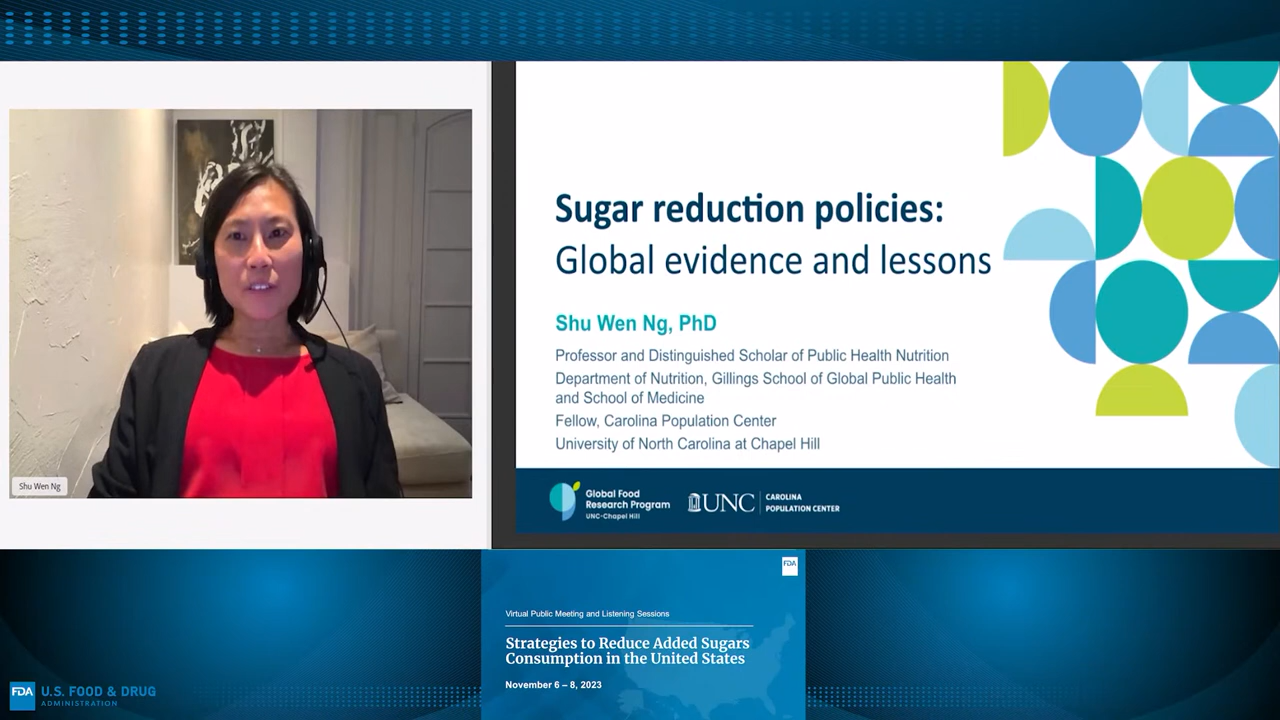 Sugar reduction policies:
Global evidence and lessons
Shu Wen Ng, PhD
Professor and Distinguished Scholar of Public Health Nutrition
Department of Nutrition, Gillings School of Global Public Health
and School of Medicine
Fellow, Carolina Population Center
University of North Carolina at Chapel Hill
Shu Wen Ng
Global Food
Research Program
UNC-Chapel Hill
UNC
CAROLINA
POPULATION CENTER
FDA
Virtual Public Meeting and Listening Sessions
Strategies to Reduce Added Sugars
Consumption in the United States
November 6 – 8, 2023
FDA U.S. FOOD & DRUG
ADMINISTRATION